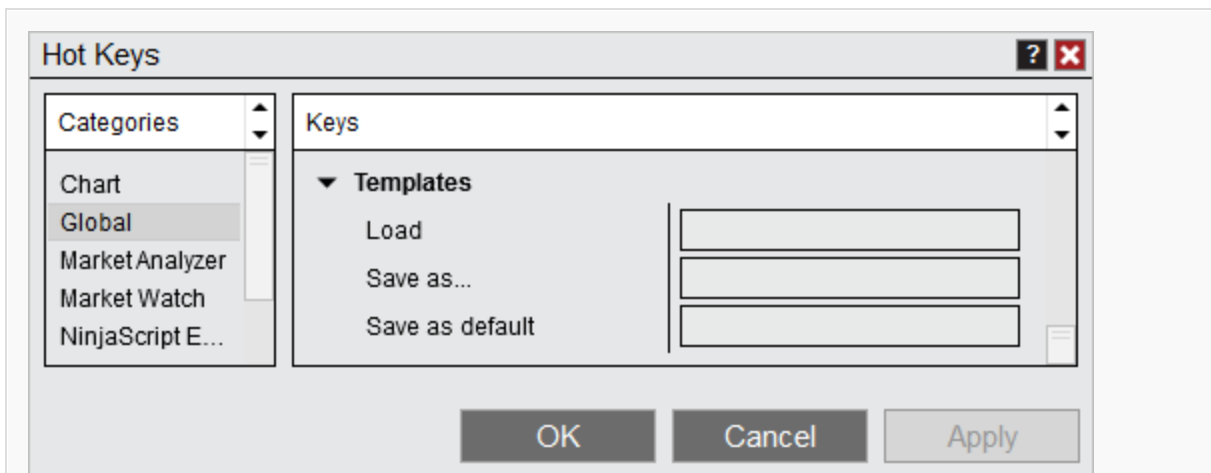 Hot Keys
?
Categories
Keys
Chart
Global
Market Analyzer
Market Watch
NinjaScript E...
Templates
Load
Save as...
Save as default
OK
Cancel
Apply